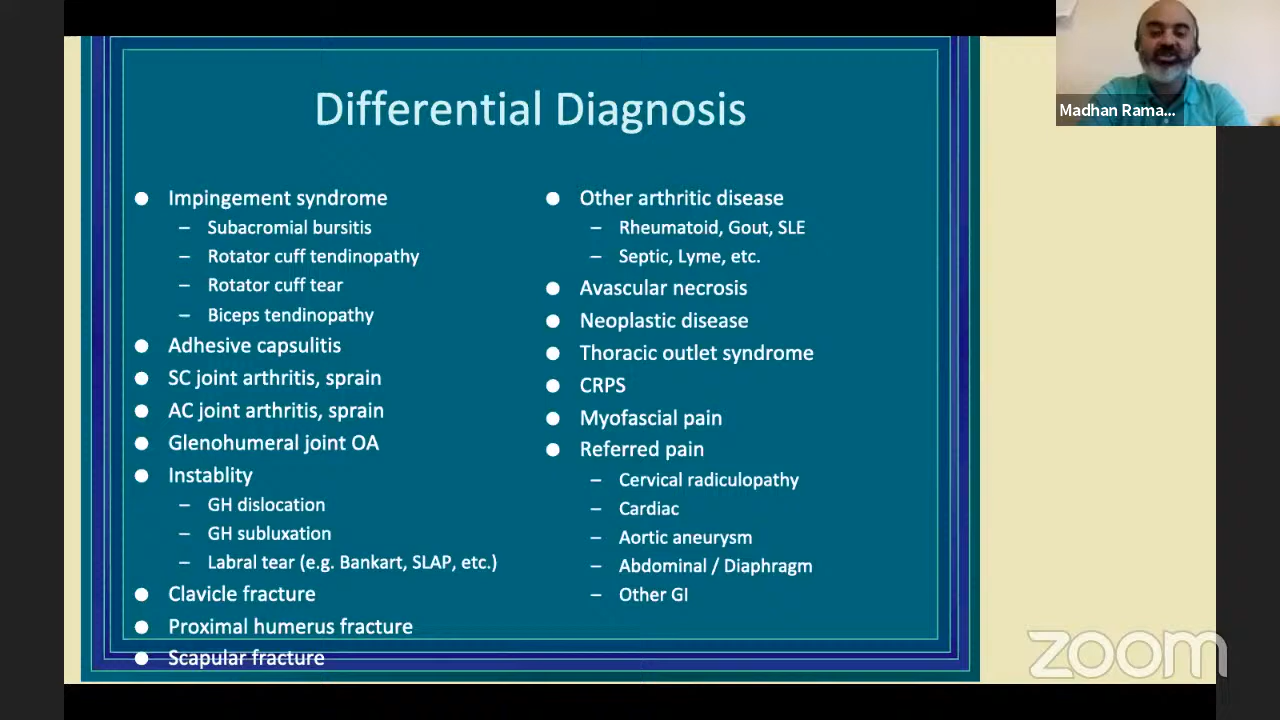 Differential Diagnosis
Impingement syndrome
– Subacromial bursitis
– Rotator cuff tendinopathy
– Rotator cuff tear
– Biceps tendinopathy
Adhesive capsulitis
SC joint arthritis, sprain
AC joint arthritis, sprain
Glenohumeral joint OA
Instablity
– GH dislocation
– GH subluxation
– Labral tear (e.g. Bankart, SLAP, etc.)
Clavicle fracture
Proximal humerus fracture
Scapular fracture
Other arthritic disease
– Rheumatoid, Gout, SLE
– Septic, Lyme, etc.
Avascular necrosis
Neoplastic disease
Thoracic outlet syndrome
CRPS
Myofascial pain
Referred pain
– Cervical radiculopathy
– Cardiac
– Aortic aneurysm
– Abdominal / Diaphragm
– Other GI
Madhan Rama...
zoom